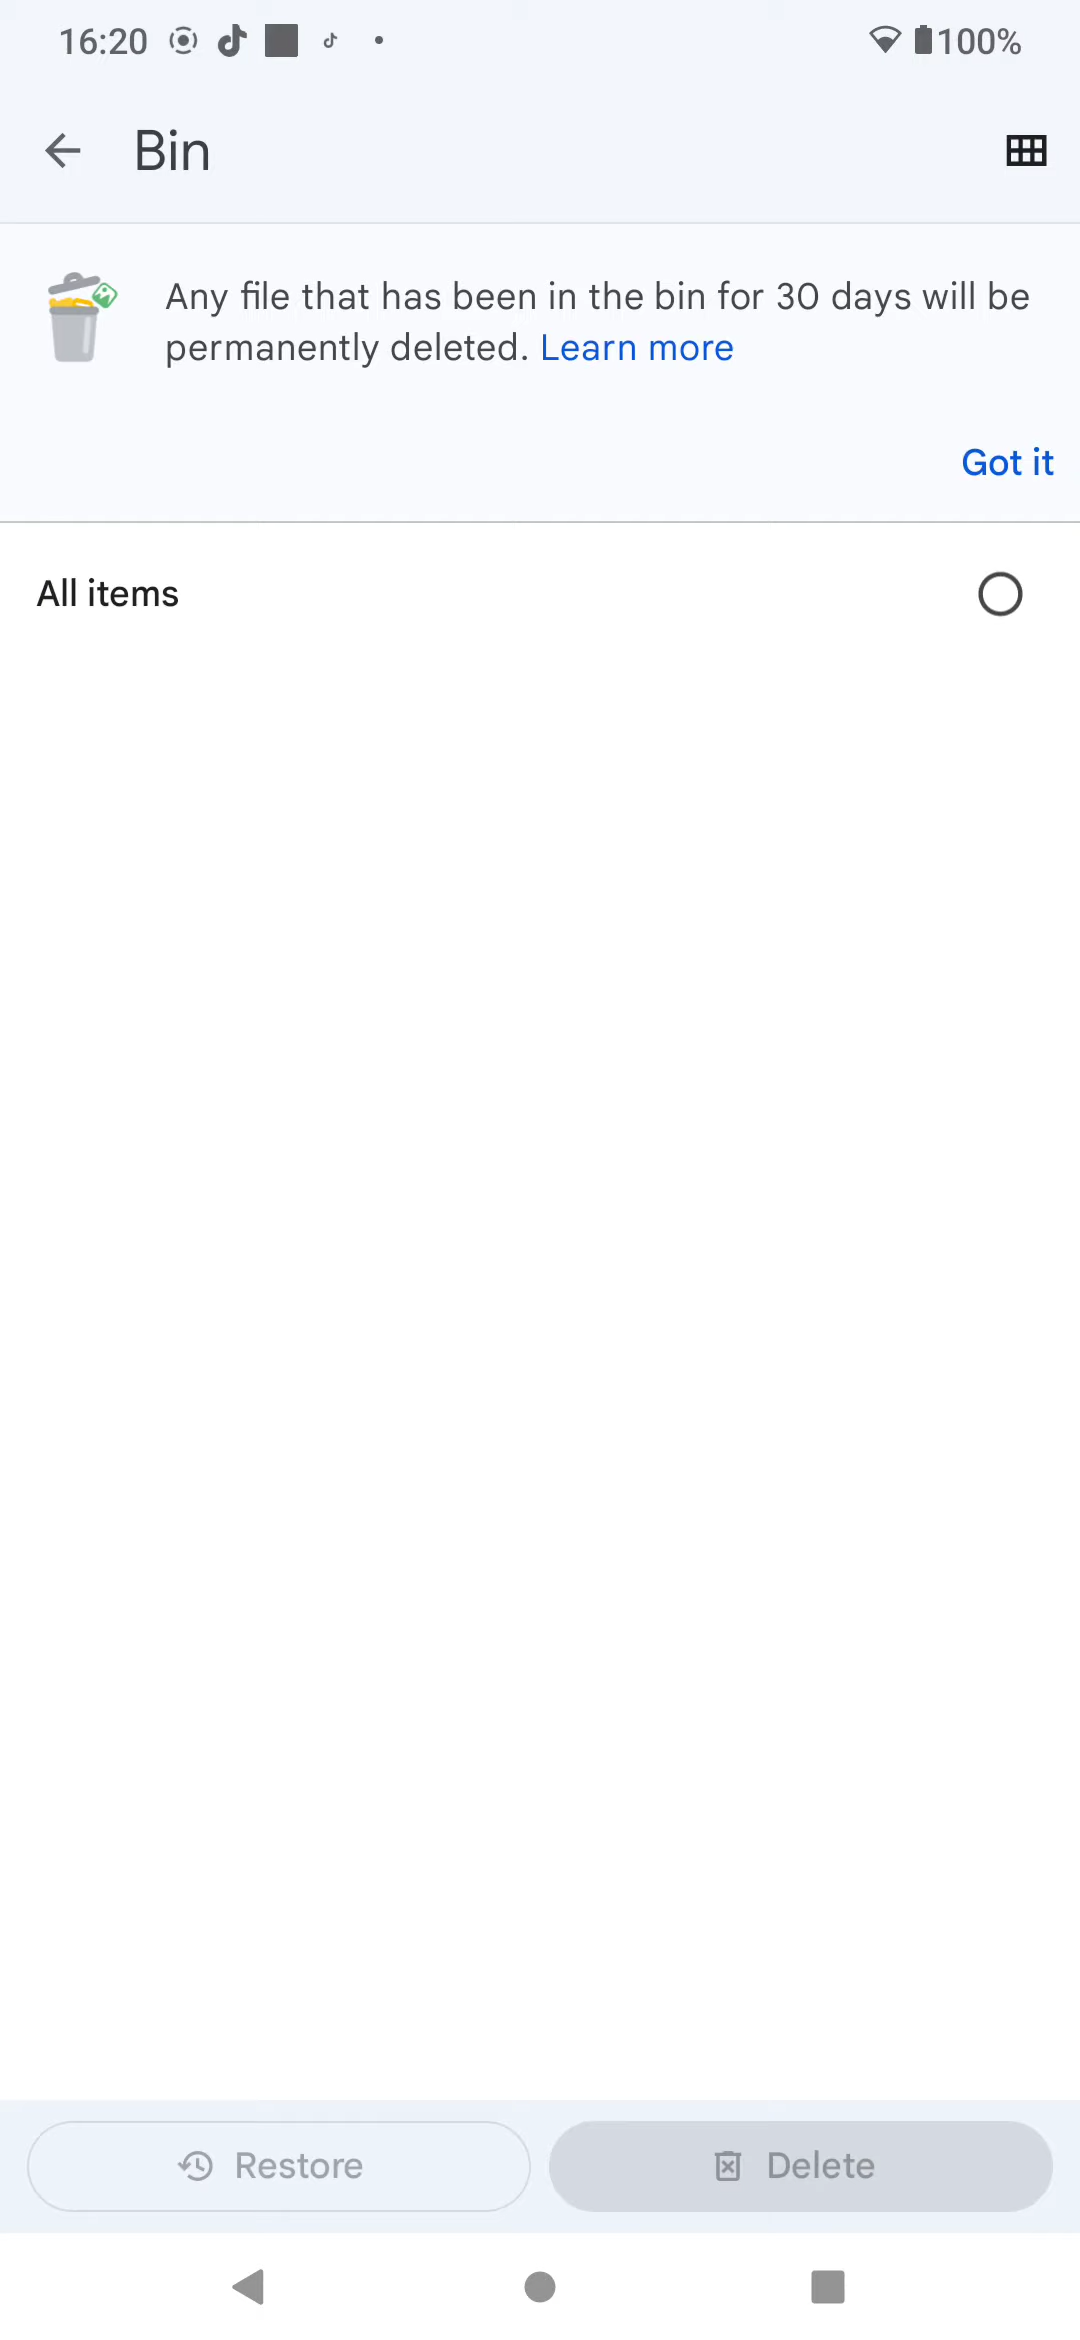 16:20
100%
Bin
Any file that has been in the bin for 30 days will be
permanently deleted. Learn more
Got it
All items
Restore
Delete